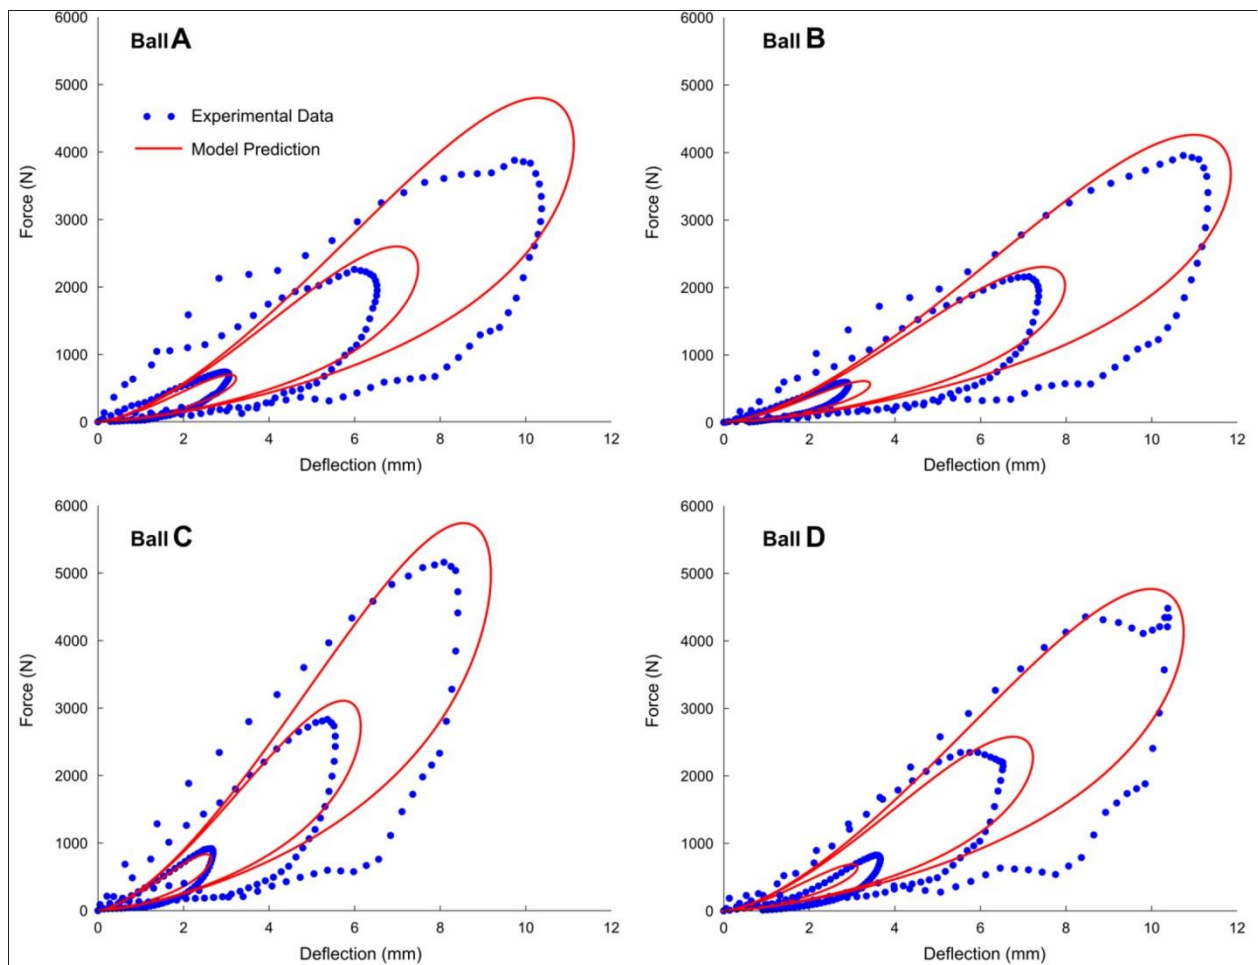 Ball A
Experimental Data
Model Prediction
Force (N)
6000
5000
4000
3000
2000
1000
0
0 2 4 6 8 10 12
Deflection (mm)
Ball B
Force (N)
6000
5000
4000
3000
2000
1000
0
0 2 4 6 8 10 12
Deflection (mm)
Ball C
Force (N)
6000
5000
4000
3000
2000
1000
0
0 2 4 6 8 10 12
Deflection (mm)
Ball D
Force (N)
6000
5000
4000
3000
2000
1000
0
0 2 4 6 8 10 12
Deflection (mm)